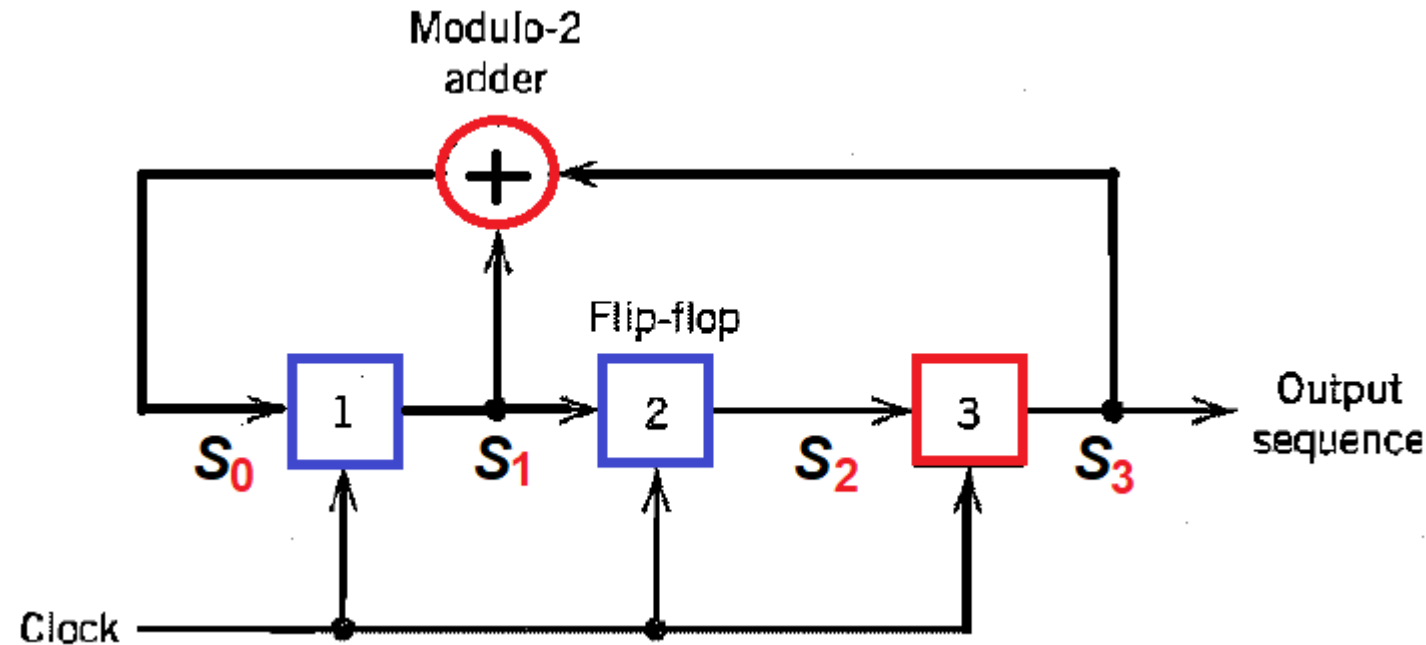 Modulo-2
adder
Flip-flop
1
2
3
Output
sequence
S0
S1
S2
S3
Clock